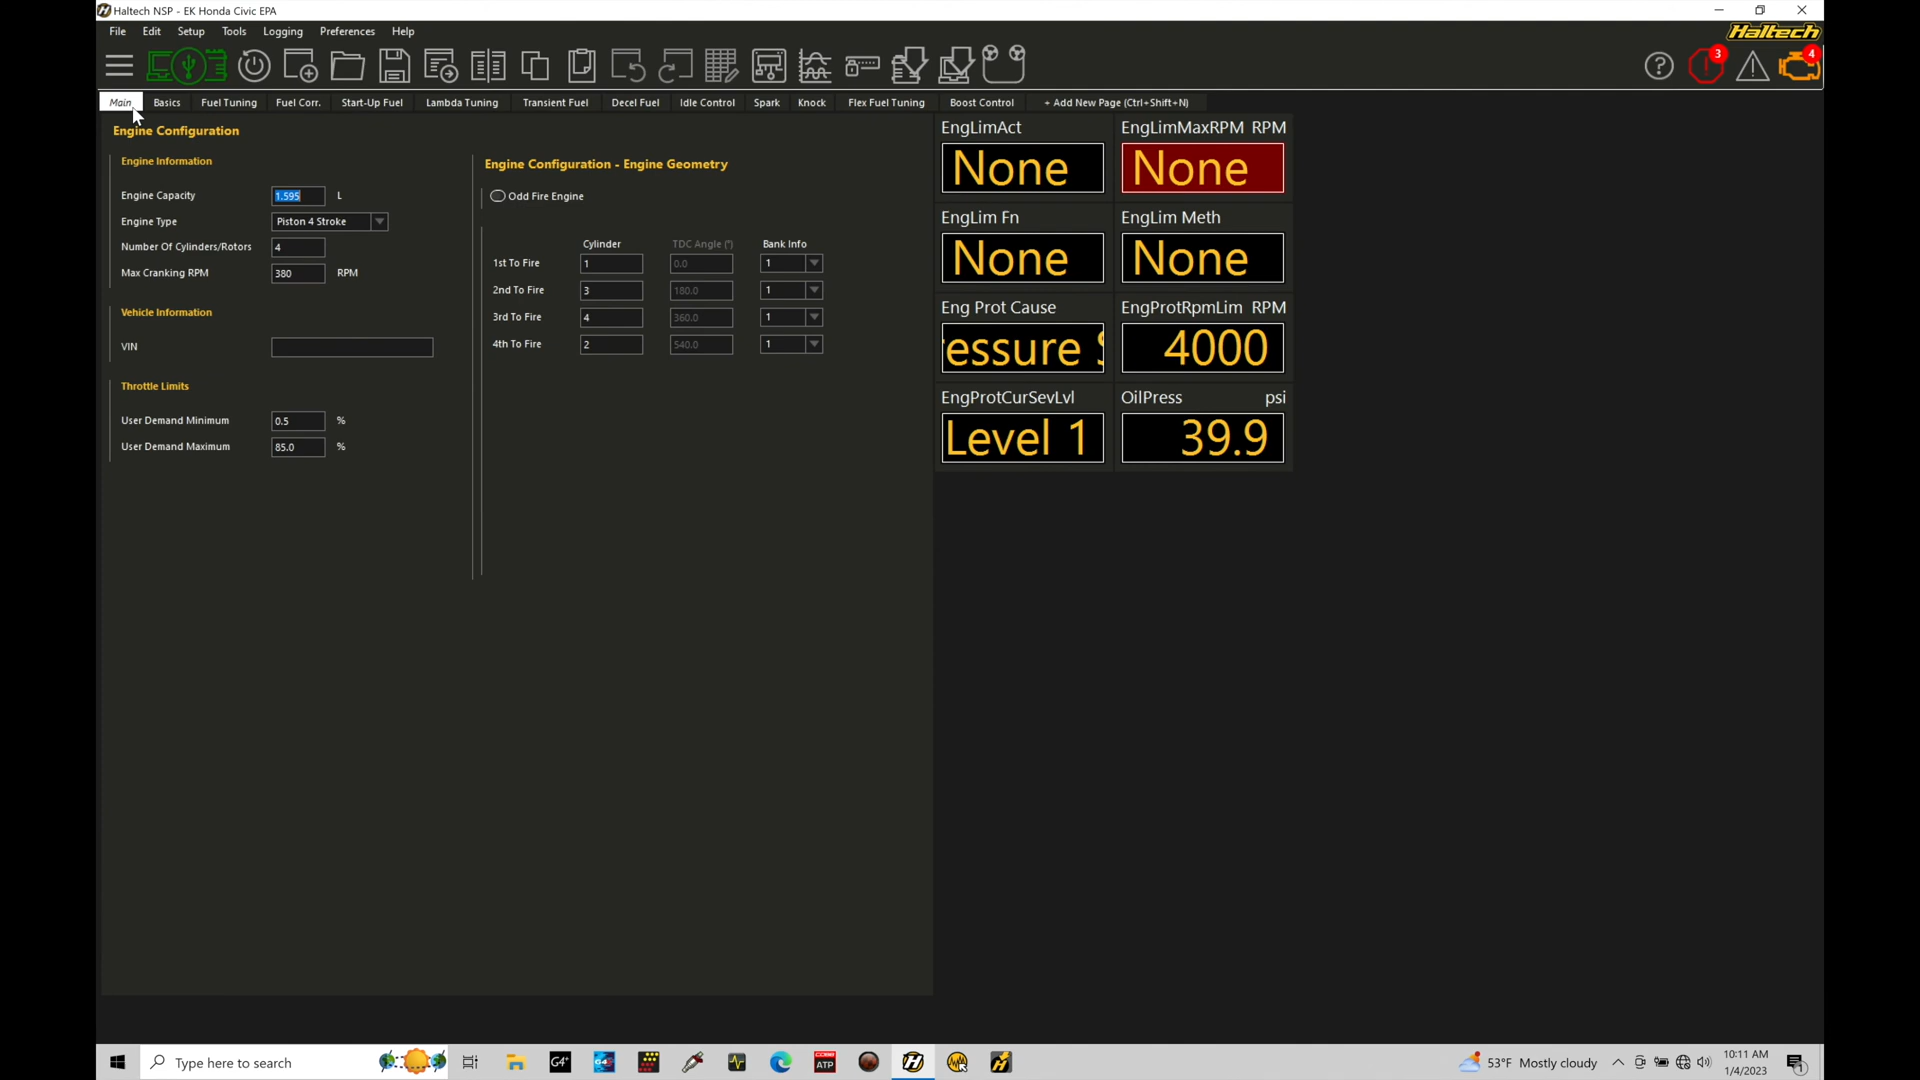 Haltech NSP - EK Honda Civic EPA
File Edit Setup Tools Logging Preferences Help
Haltech
3
4
Main Basics Fuel Tuning Fuel Corr. Start-Up Fuel Lambda Tuning Transient Fuel Decel Fuel Idle Control Spark Knock Flex Fuel Tuning Boost Control + Add New Page (Ctrl+Shift+N)
Engine Configuration
Engine Information
Engine Capacity 1.595 L
Engine Type Piston 4 Stroke
Number Of Cylinders/Rotors 4
Max Cranking RPM 380 RPM
Vehicle Information
VIN
Throttle Limits
User Demand Minimum 0.5 %
User Demand Maximum 85.0 %
Engine Configuration - Engine Geometry
Odd Fire Engine
Cylinder TDC Angle (°) Bank Info
1st To Fire 1 0.0 1
2nd To Fire 3 180.0 1
3rd To Fire 4 360.0 1
4th To Fire 2 540.0 1
EngLimAct EngLimMaxRPM RPM
None None
EngLim Fn EngLim Meth
None None
Eng Prot Cause EngProtRpmLim RPM
ressure S 4000
EngProtCurSevLvl OilPress psi
Level 1 39.9
Type here to search
G4+
COBB
ATP
53°F Mostly cloudy
10:11 AM
1/4/2023
1